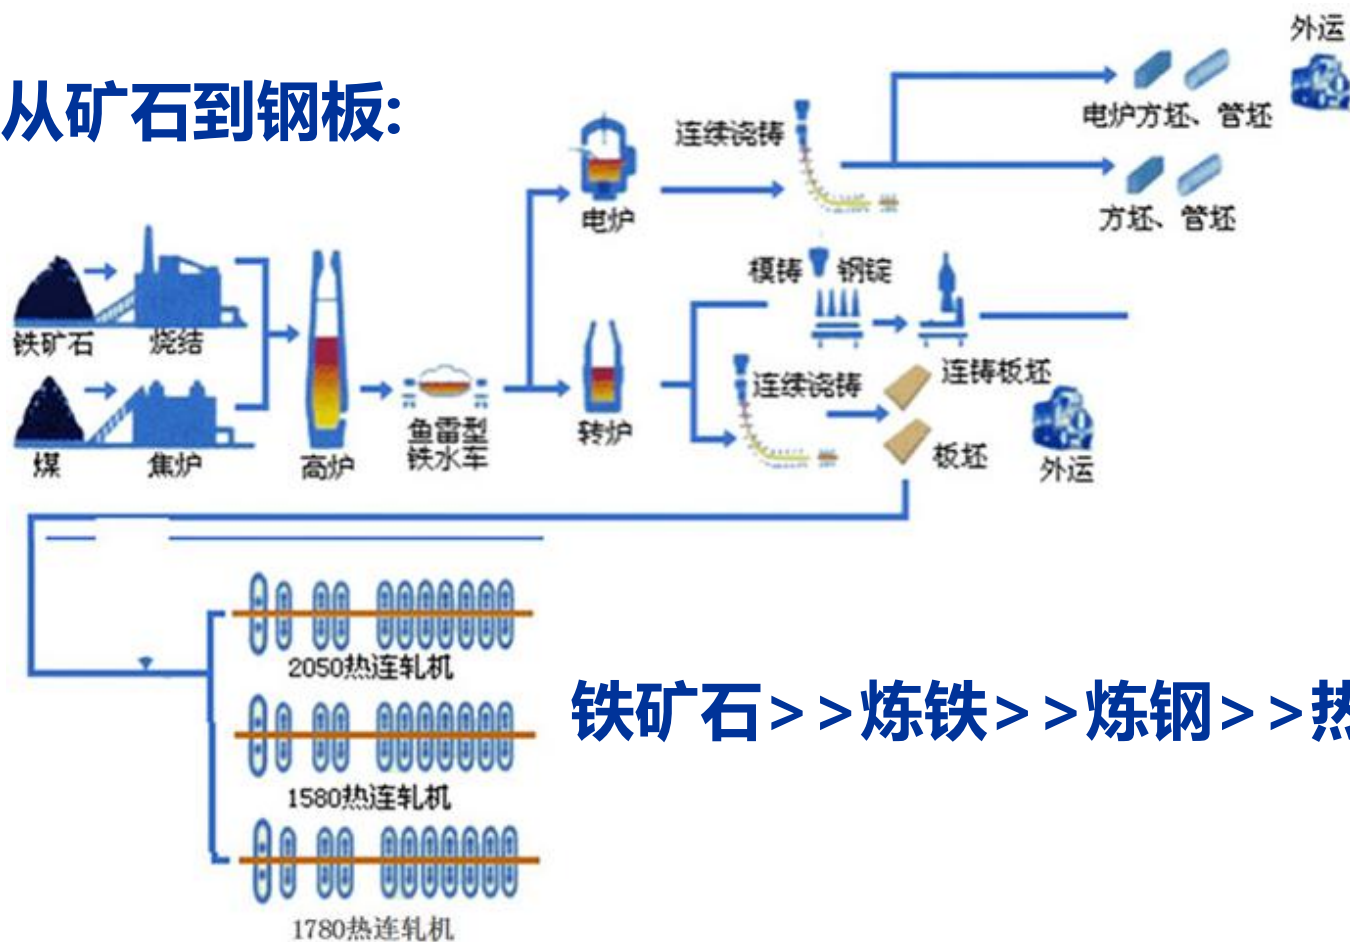 外运
从矿石到钢板:
连续浇铸
电炉方坯、管坯
电炉
方坯、管坯
模铸 钢锭
铁矿石 烧结
连续浇铸 连铸板坯
鱼雷型
铁水车
转炉
煤 焦炉 高炉
板坯 外运
2050热连轧机
铁矿石>>炼铁>>炼钢>>热
1580热连轧机
1780热连轧机